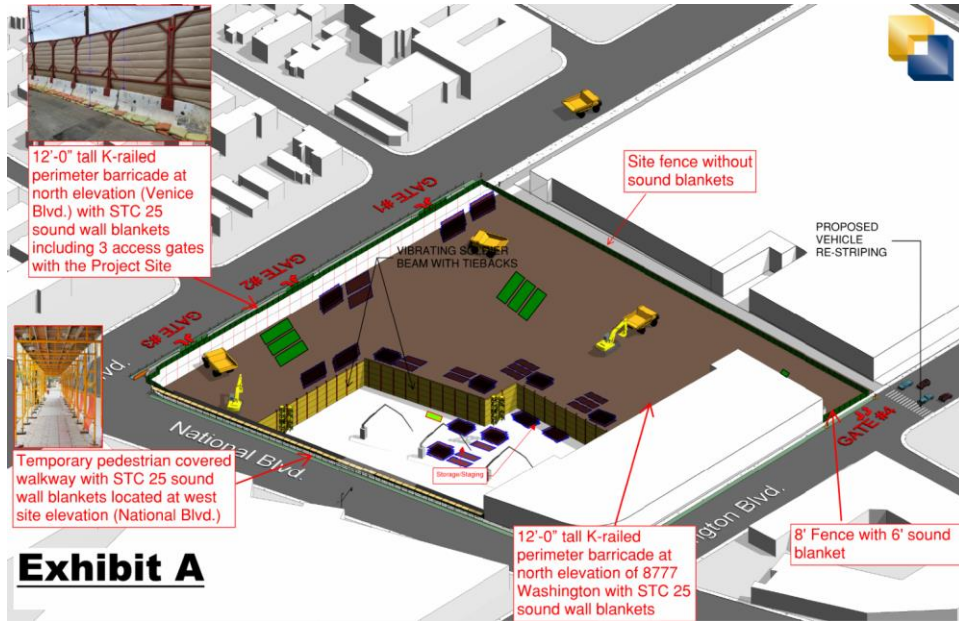 12'-0" tall K-railed
perimeter barricade at
north elevation (Venice
Blvd.) with STC 25
sound wall blankets
including 3 access gates
with the Project Site
GATE #1
Site fence without
sound blankets
PROPOSED
VEHICLE
RE-STRIPING
VIBRATING SOLDIER
BEAM WITH TIEBACKS
GATE #2
GATE #3
lvd.
National Blvd.
Temporary pedestrian covered
walkway with STC 25 sound
wall blankets located at west
site elevation (National Blvd.)
Storage/Staging
GATE #4
ngton Blvd.
12'-0" tall K-railed
perimeter barricade at
north elevation of 8777
Washington with STC 25
sound wall blankets
8' Fence with 6' sound
blanket
Exhibit A